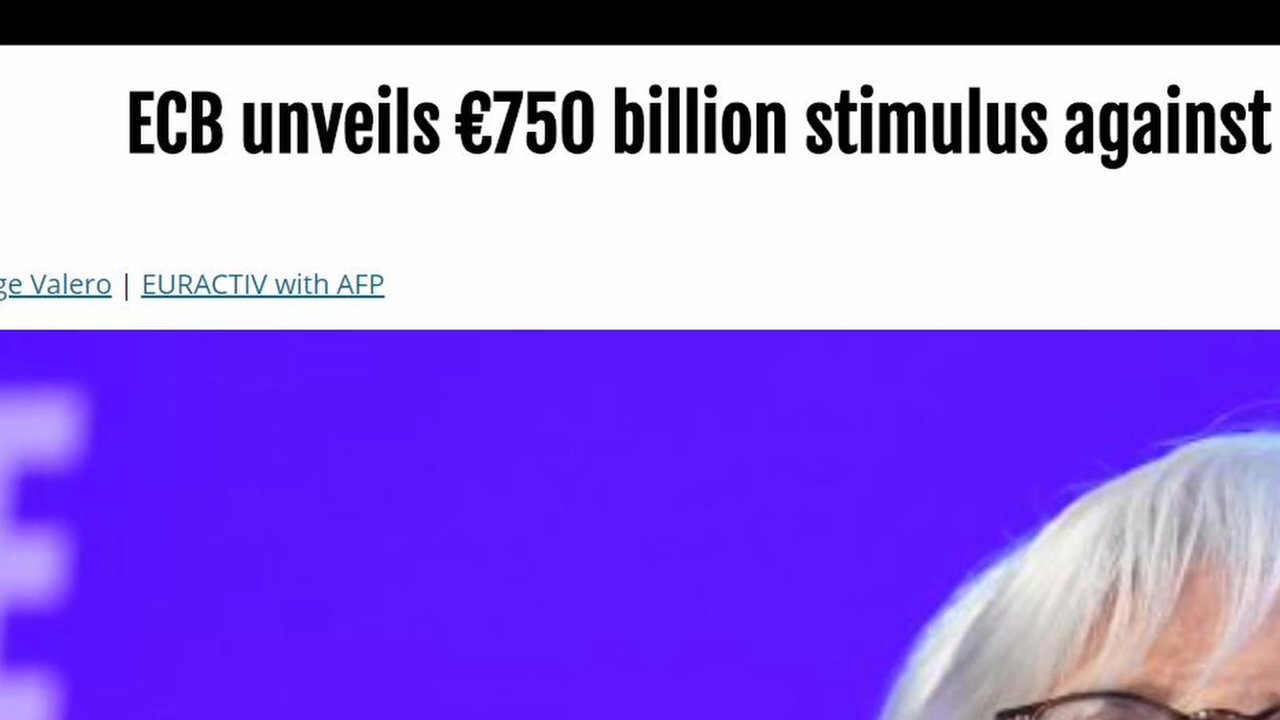 ECB unveils €750 billion stimulus against
ge Valero | EURACTIV with AFP
E